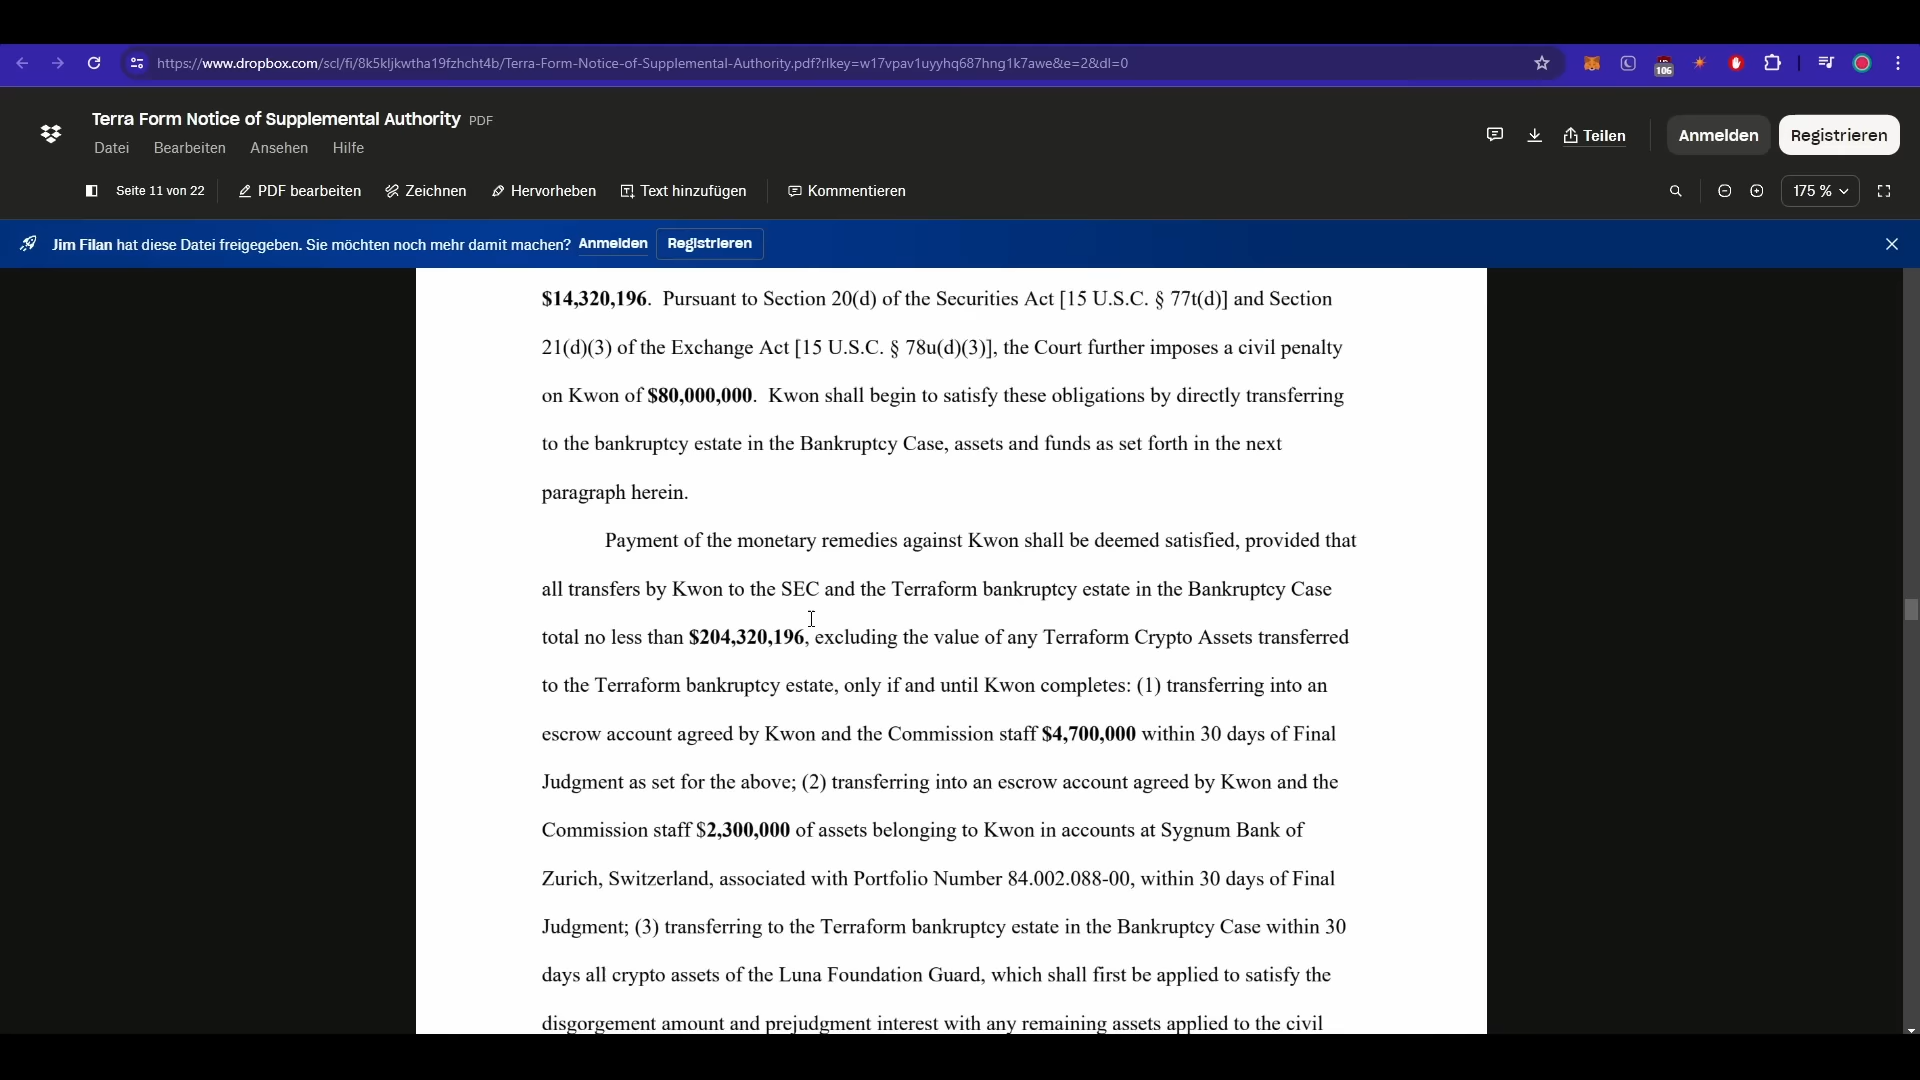 https://www.dropbox.com/scl/fi/8k5kljkwtha19fzhcht4b/Terra-Form-Notice-of-Supplemental-Authority.pdf?rlkey=w17vpav1uyyhq687hng1k7awe&e=2&dl=0
106
Terra Form Notice of Supplemental Authority PDF
Datei Bearbeiten Ansehen Hilfe
Teilen Anmelden Registrieren
Seite 11 von 22 PDF bearbeiten Zeichnen Hervorheben Text hinzufügen Kommentieren 175 %
Jim Filan hat diese Datei freigegeben. Sie möchten noch mehr damit machen? Anmelden Registrieren
$14,320,196. Pursuant to Section 20(d) of the Securities Act [15 U.S.C. § 77t(d)] and Section
21(d)(3) of the Exchange Act [15 U.S.C. § 78u(d)(3)], the Court further imposes a civil penalty
on Kwon of $80,000,000. Kwon shall begin to satisfy these obligations by directly transferring
to the bankruptcy estate in the Bankruptcy Case, assets and funds as set forth in the next
paragraph herein.
Payment of the monetary remedies against Kwon shall be deemed satisfied, provided that
all transfers by Kwon to the SEC and the Terraform bankruptcy estate in the Bankruptcy Case
total no less than $204,320,196, excluding the value of any Terraform Crypto Assets transferred
to the Terraform bankruptcy estate, only if and until Kwon completes: (1) transferring into an
escrow account agreed by Kwon and the Commission staff $4,700,000 within 30 days of Final
Judgment as set for the above; (2) transferring into an escrow account agreed by Kwon and the
Commission staff $2,300,000 of assets belonging to Kwon in accounts at Sygnum Bank of
Zurich, Switzerland, associated with Portfolio Number 84.002.088-00, within 30 days of Final
Judgment; (3) transferring to the Terraform bankruptcy estate in the Bankruptcy Case within 30
days all crypto assets of the Luna Foundation Guard, which shall first be applied to satisfy the
disgorgement amount and prejudgment interest with any remaining assets applied to the civil